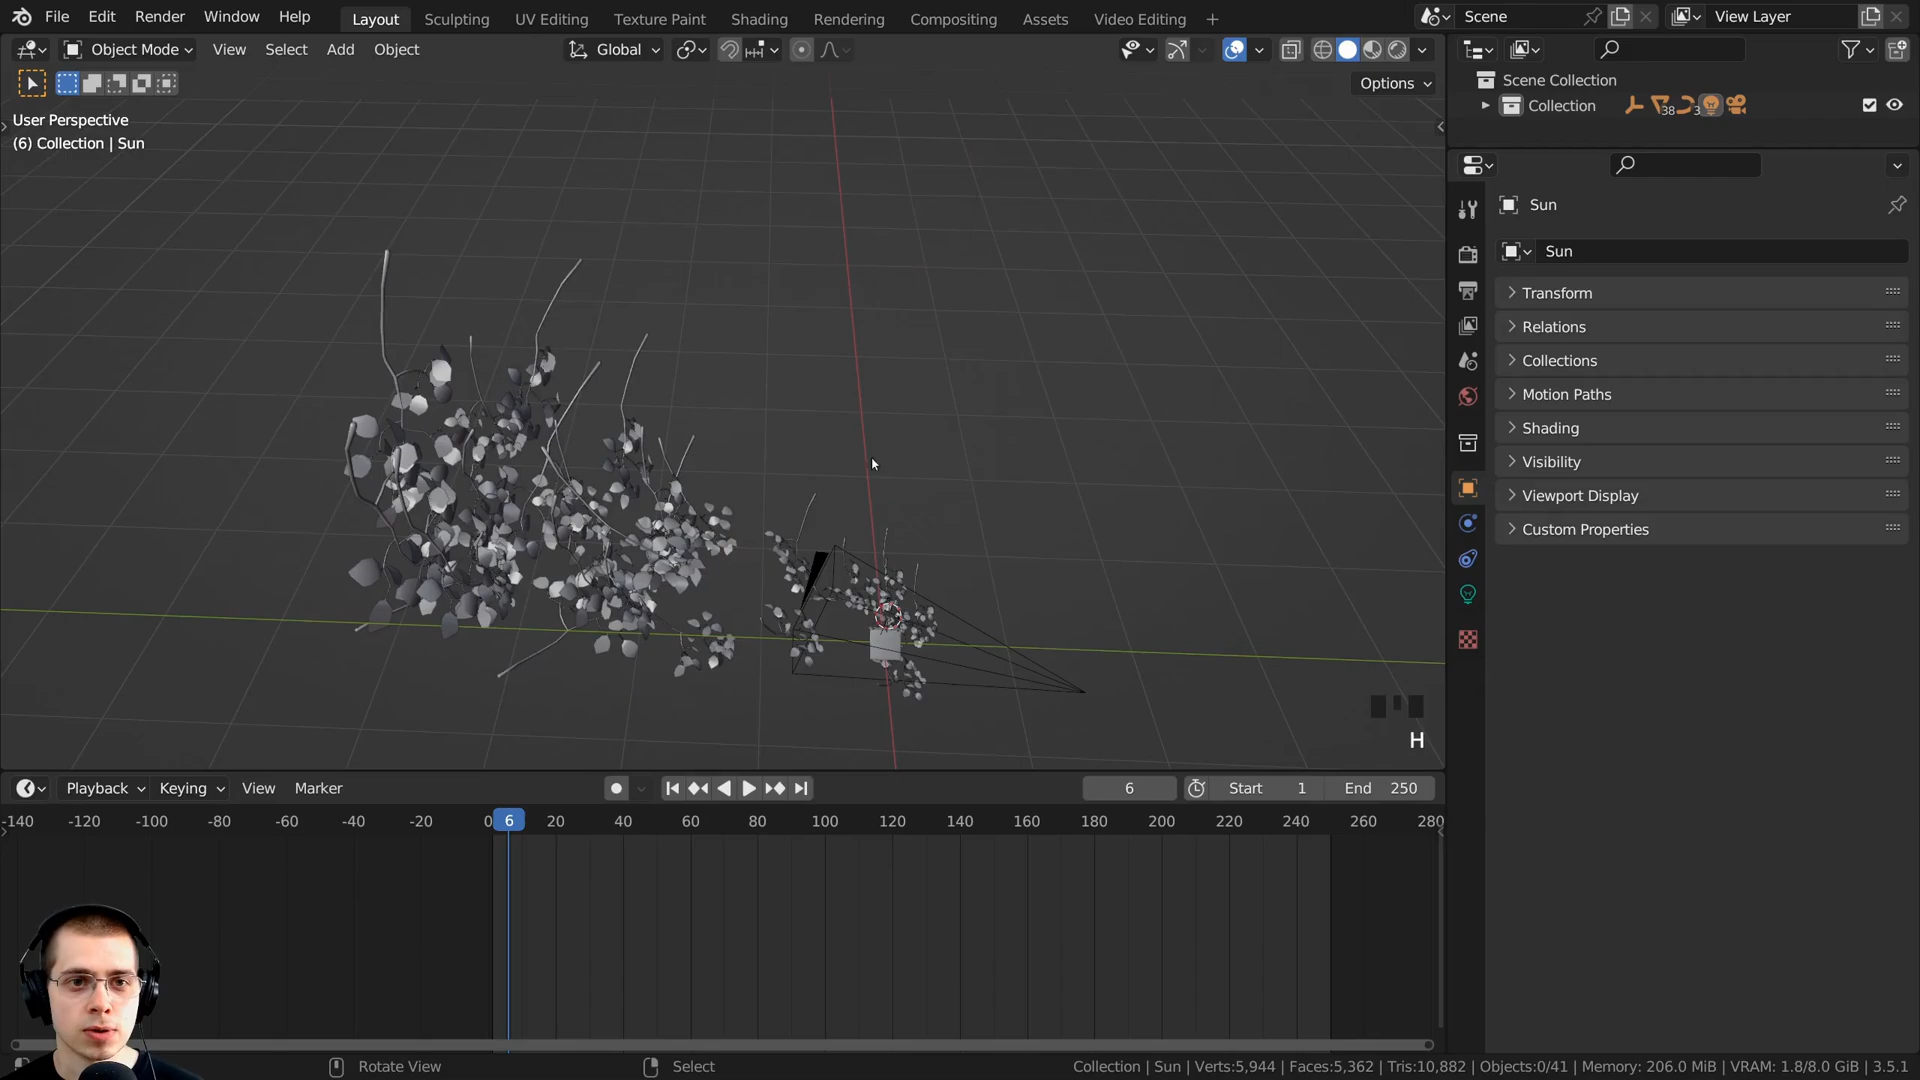 File Edit Render Window Help Layout Sculpting UV Editing Texture Paint Shading Rendering Compositing Assets Video Editing + Scene View Layer
Object Mode View Select Add Object Global
Options
User Perspective
(6) Collection | Sun
Scene Collection
Collection 38 3
Sun
Sun
Transform
Relations
Collections
Motion Paths
Shading
Visibility
Viewport Display
Custom Properties
H
Playback Keying View Marker 6 Start 1 End 250
-140 -120 -100 -80 -60 -40 -20 0 6 20 40 60 80 100 120 140 160 180 200 220 240 260 280
Rotate View Select Collection | Sun | Verts:5,944 | Faces:5,362 | Tris:10,882 | Objects:0/41 | Memory: 206.0 MiB | VRAM: 1.8/8.0 GiB | 3.5.1